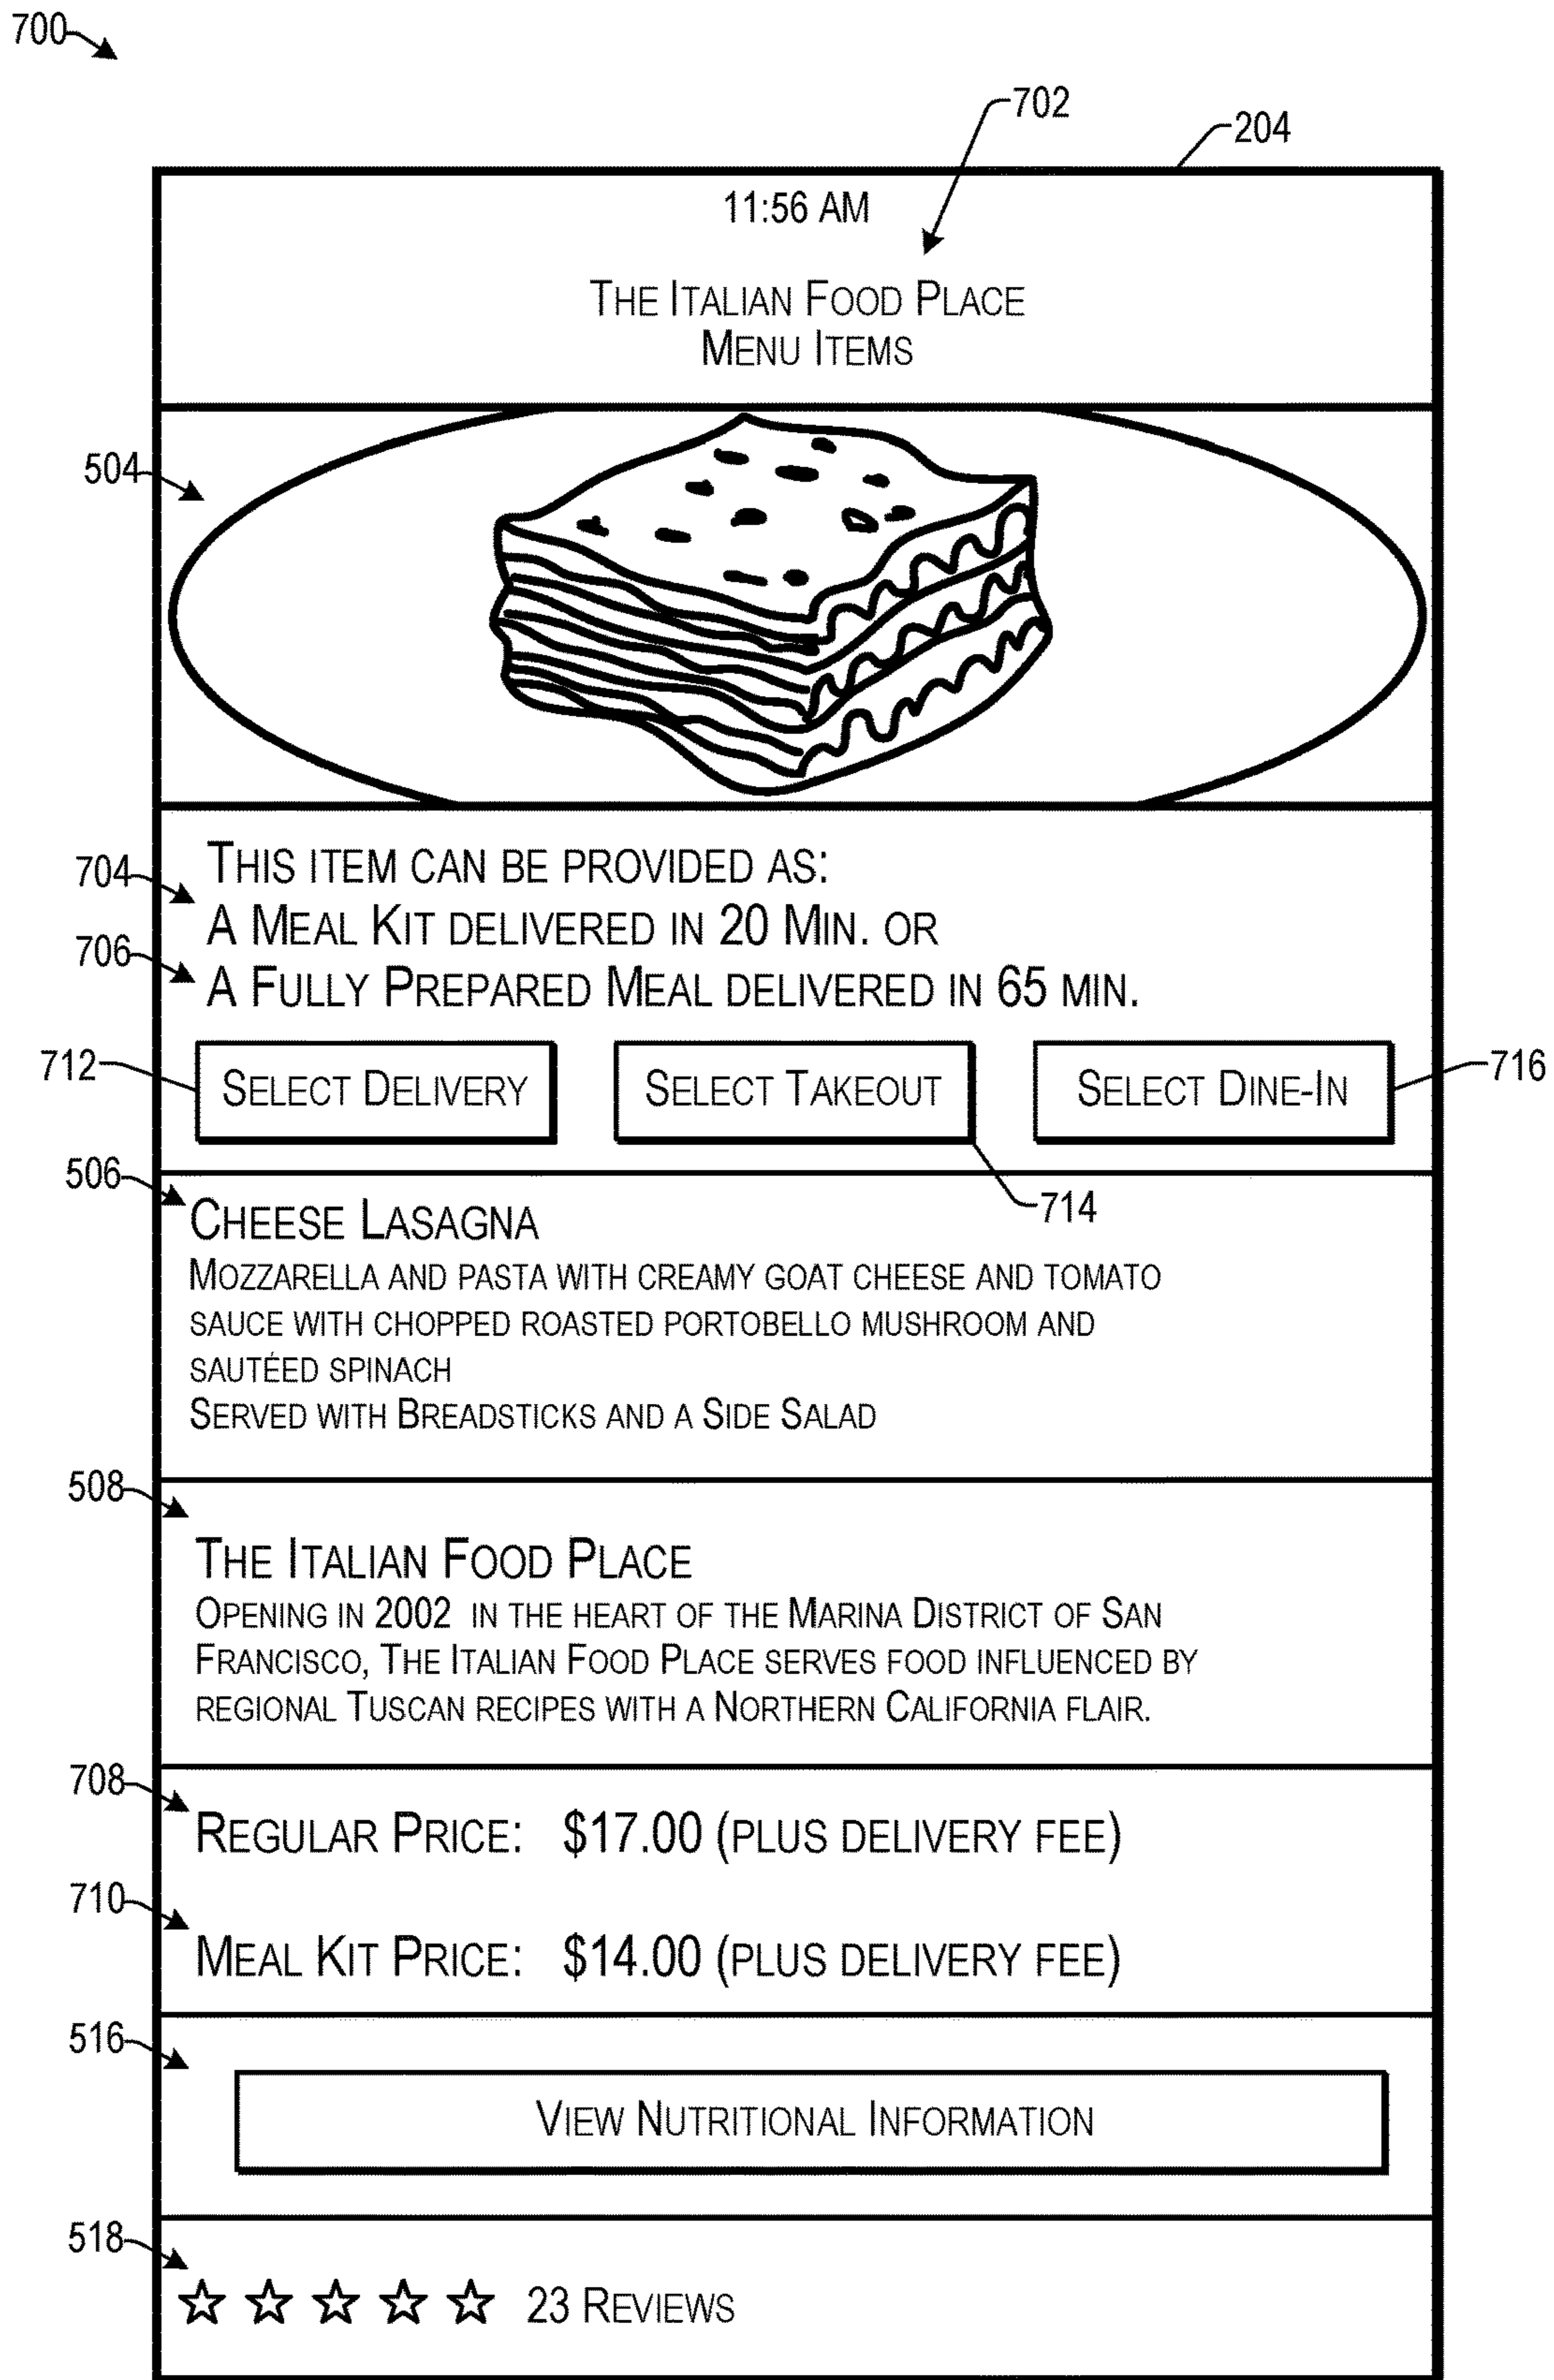 700
702
204
11:56 AM
The Italian Food Place
Menu Items
504
This item can be provided as:
704
A Meal Kit delivered in 20 Min. or
706
A Fully Prepared Meal delivered in 65 min.
712
Select Delivery
Select Takeout
Select Dine-In
716
714
506
Cheese Lasagna
Mozzarella and pasta with creamy goat cheese and tomato
sauce with chopped roasted portobello mushroom and
sautéed spinach
Served with Breadsticks and a Side Salad
508
The Italian Food Place
Opening in 2002 in the heart of the Marina District of San
Francisco, The Italian Food Place serves food influenced by
regional Tuscan recipes with a Northern California flair.
708
Regular Price: $17.00 (plus delivery fee)
710
Meal Kit Price: $14.00 (plus delivery fee)
516
View Nutritional Information
518
23 Reviews